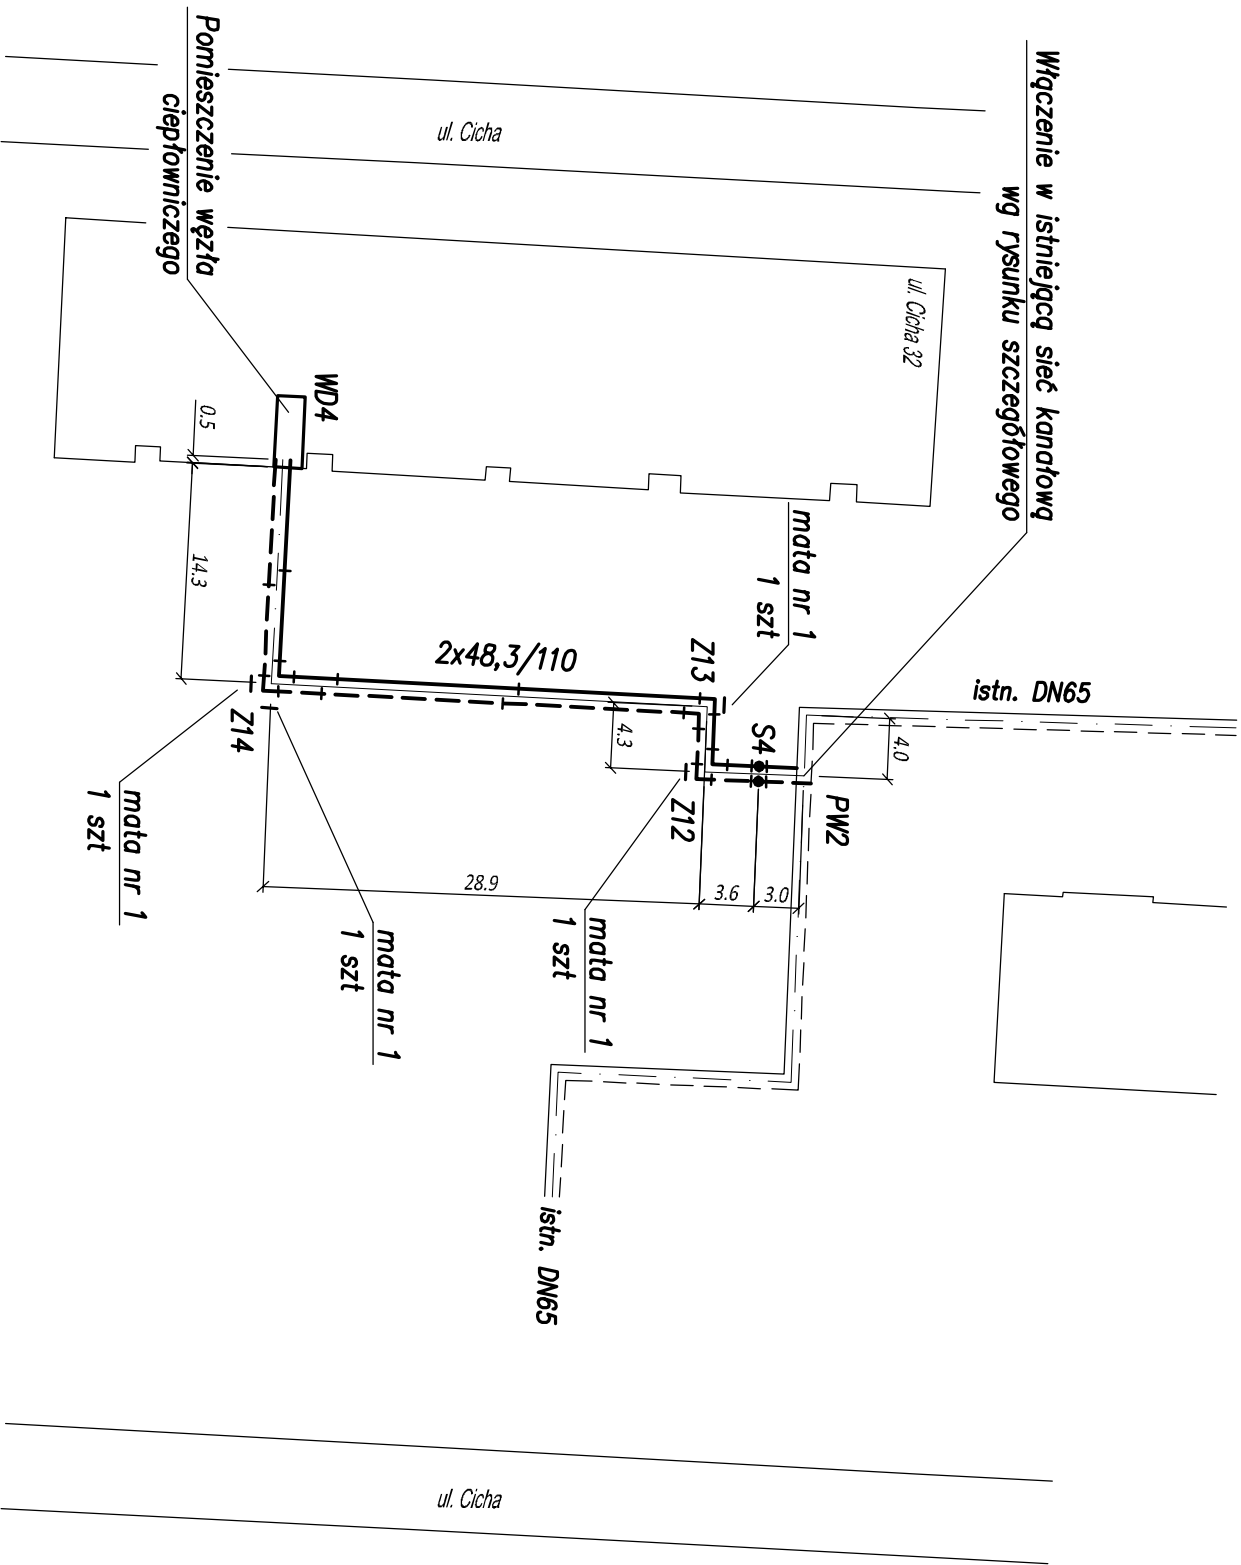 Włączenie w istniejącą sieć kanałową
wg rysunku szczegółowego
Pomieszczenie węzła
ciepłowniczego
ul. Cicha
ul. Cicha 32
WD4
0.5
14.3
mata nr 1
1 szt
Z13
2x48,3/110
istn. DN65
S4
4.0
4.3
PW2
Z14
Z12
mata nr 1
1 szt
28.9
3.6
3.0
mata nr 1
1 szt
mata nr 1
1 szt
istn. DN65
ul. Cicha